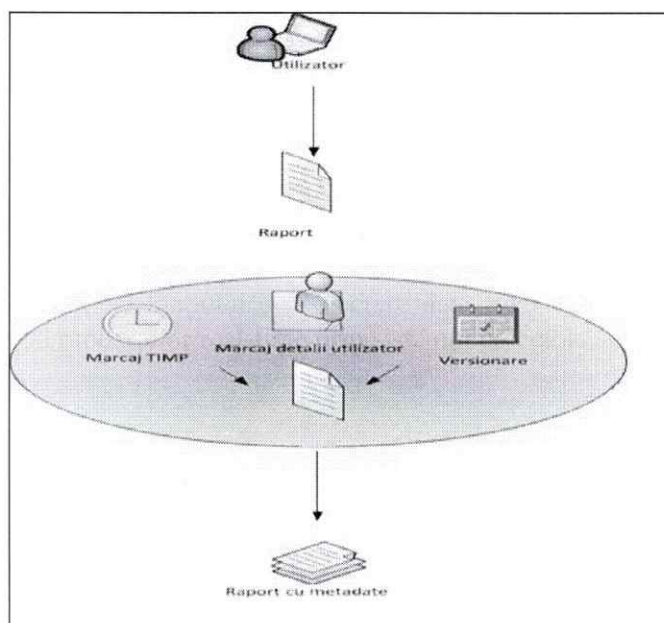 Utilizator
Raport
Marcaj TIMP
Marcaj detalii utilizator
Versionare
Raport cu metadate